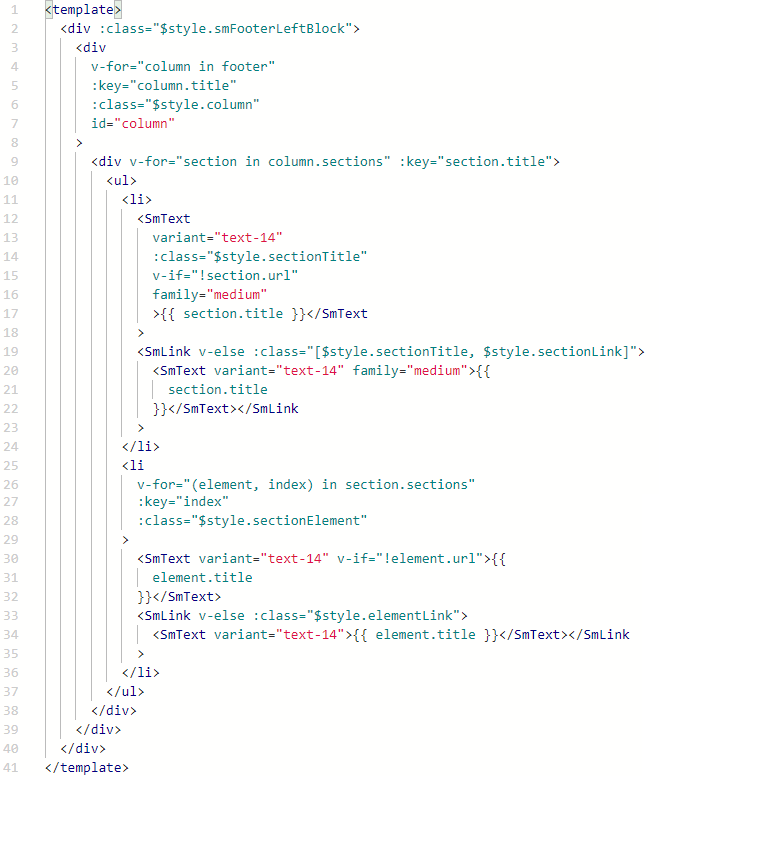 1 <template>
2 <div :class="$style.smFooterLeftBlock">
3 <div
4 v-for="column in footer"
5 :key="column.title"
6 :class="$style.column"
7 id="column"
8 >
9 <div v-for="section in column.sections" :key="section.title">
10 <ul>
11 <li>
12 <SmText
13 variant="text-14"
14 :class="$style.sectionTitle"
15 v-if="!section.url"
16 family="medium"
17 >{{ section.title }}</SmText
18 >
19 <SmLink v-else :class="[$style.sectionTitle, $style.sectionLink]">
20 <SmText variant="text-14" family="medium">{{
21 section.title
22 }}</SmText></SmLink
23 >
24 </li>
25 <li
26 v-for="(element, index) in section.sections"
27 :key="index"
28 :class="$style.sectionElement"
29 >
30 <SmText variant="text-14" v-if="!element.url">{{
31 element.title
32 }}</SmText>
33 <SmLink v-else :class="$style.elementLink">
34 <SmText variant="text-14">{{ element.title }}</SmText></SmLink
35 >
36 </li>
37 </ul>
38 </div>
39 </div>
40 </div>
41 </template>